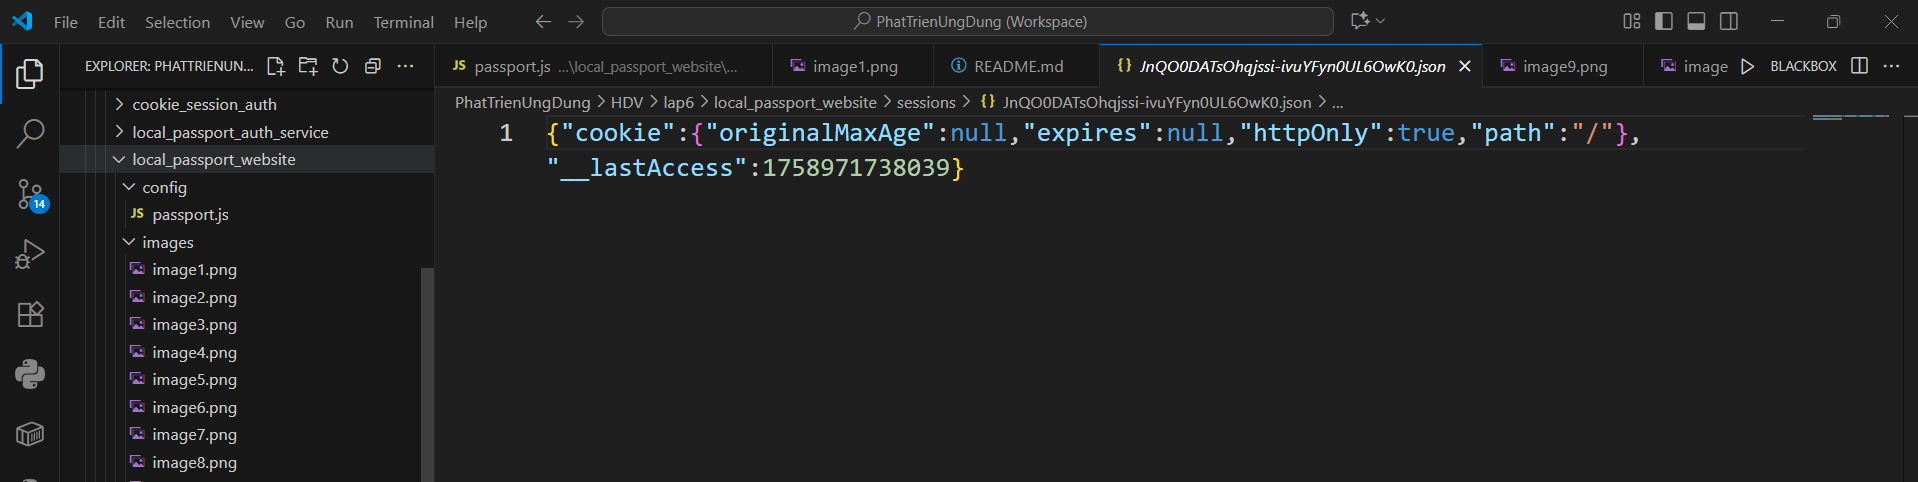 File Edit Selection View Go Run Terminal Help
PhatTrienUngDung (Workspace)
EXPLORER: PHATTRIENUN...
JS passport.js ...\local_passport_website\...
image1.png
README.md
{} JnQO0DATsOhqjssi-ivuYFyn0UL6OwK0.json
image9.png
image
BLACKBOX
PhatTrienUngDung > HDV > lap6 > local_passport_website > sessions > {} JnQO0DATsOhqjssi-ivuYFyn0UL6OwK0.json > ...
cookie_session_auth
local_passport_auth_service
local_passport_website
config
JS passport.js
images
image1.png
image2.png
image3.png
image4.png
image5.png
image6.png
image7.png
image8.png
14
1 {"cookie":{"originalMaxAge":null,"expires":null,"httpOnly":true,"path":"/"},
"__lastAccess":1758971738039}